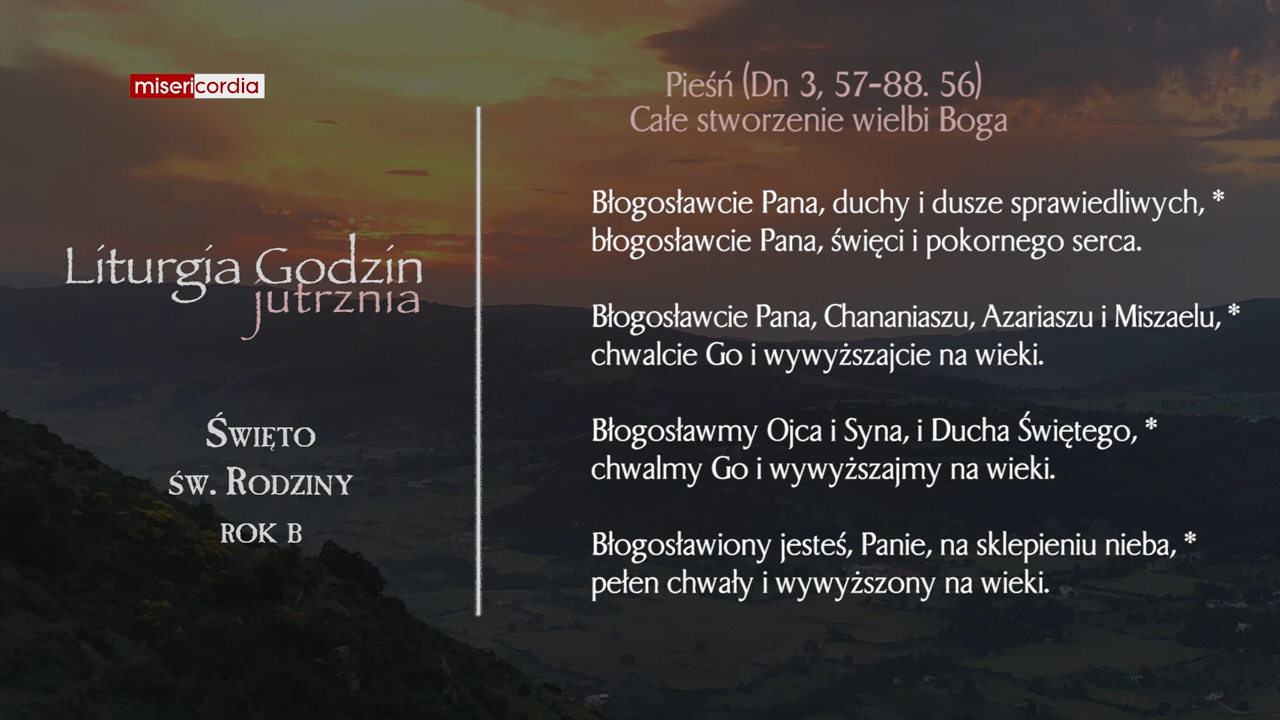 misericordia
Liturgia Godzin
jutrznia
Święto
św. Rodziny
rok B
Pieśń (Dn 3, 57-88. 56)
Całe stworzenie wielbi Boga
Błogosławcie Pana, duchy i dusze sprawiedliwych, *
błogosławcie Pana, święci i pokornego serca.
Błogosławcie Pana, Chananiaszu, Azariaszu i Miszaelu, *
chwalcie Go i wywyższajcie na wieki.
Błogosławmy Ojca i Syna, i Ducha Świętego, *
chwalmy Go i wywyższajmy na wieki.
Błogosławiony jesteś, Panie, na sklepieniu nieba, *
pełen chwały i wywyższony na wieki.